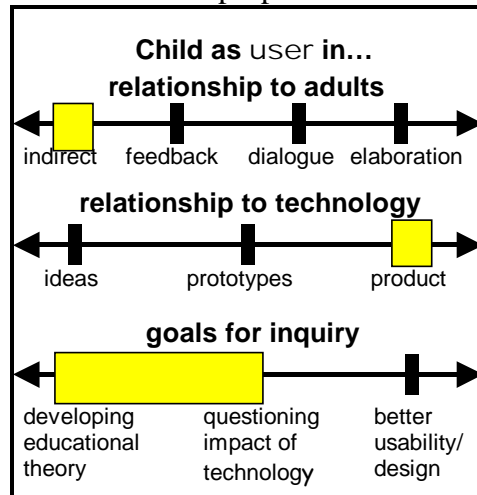 Child as user in…
relationship to adults
indirect feedback dialogue elaboration
relationship to technology
ideas prototypes product
goals for inquiry
developing questioning better
educational impact of usability/
theory technology design